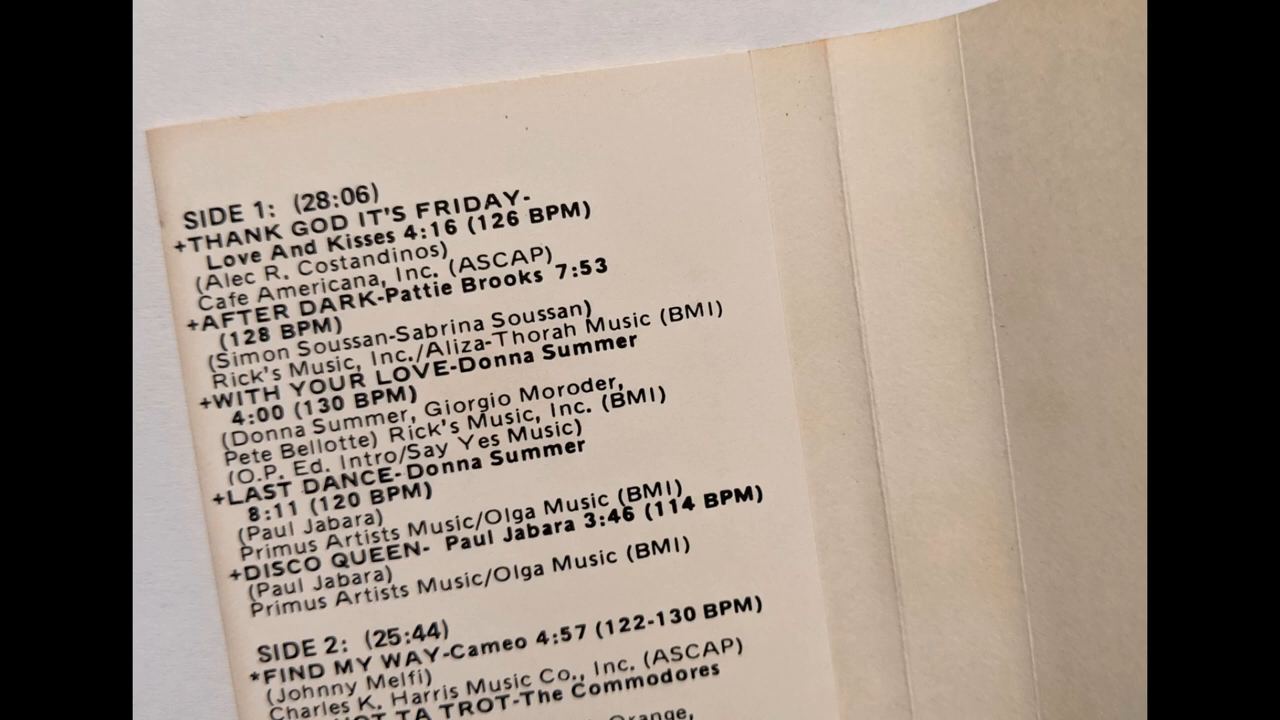 SIDE 1: (28:06)
+THANK GOD IT'S FRIDAY-
Love And Kisses 4:16 (126 BPM)
(Alec R. Costandinos)
Cafe Americana, Inc. (ASCAP)
+AFTER DARK-Pattie Brooks 7:53
(128 BPM)
(Simon Soussan-Sabrina Soussan)
Rick's Music, Inc./Aliza-Thorah Music (BMI)
+WITH YOUR LOVE-Donna Summer
4:00 (130 BPM)
(Donna Summer, Giorgio Moroder,
Pete Bellotte) Rick's Music, Inc. (BMI)
(O.P. Ed. Intro/Say Yes Music)
+LAST DANCE-Donna Summer
8:11 (120 BPM)
(Paul Jabara)
Primus Artists Music/Olga Music (BMI)
+DISCO QUEEN- Paul Jabara 3:46 (114 BPM)
(Paul Jabara)
Primus Artists Music/Olga Music (BMI)
SIDE 2: (25:44)
*FIND MY WAY-Cameo 4:57 (122-130 BPM)
(Johnny Melfi)
Charles K. Harris Music Co., Inc. (ASCAP)
TA TROT-The Commodores
Orange,